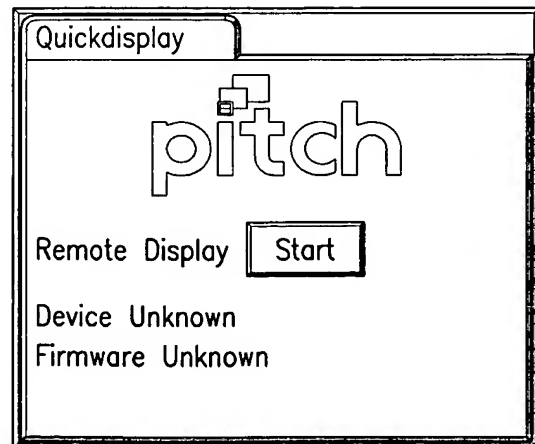 Quickdisplay
pitch
Remote Display Start
Device Unknown
Firmware Unknown